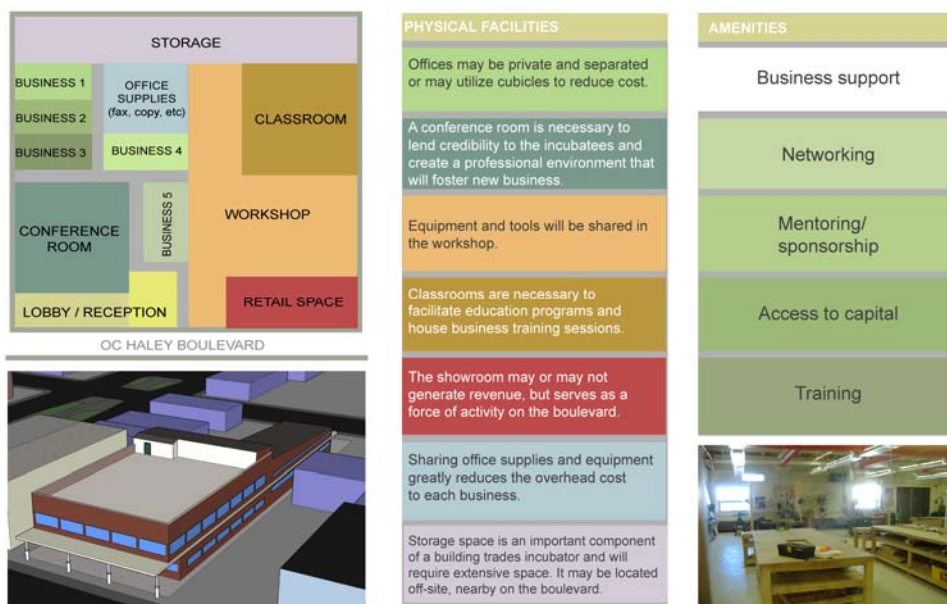 STORAGE
BUSINESS 1
BUSINESS 2
BUSINESS 3
OFFICE
SUPPLIES
(fax, copy, etc)
BUSINESS 4
CLASSROOM
BUSINESS 5
WORKSHOP
CONFERENCE
ROOM
LOBBY / RECEPTION
RETAIL SPACE
OC HALEY BOULEVARD
PHYSICAL FACILITIES
Offices may be private and separated
or may utilize cubicles to reduce cost.
A conference room is necessary to
lend credibility to the incubatees and
create a professional environment that
will foster new business.
Equipment and tools will be shared in
the workshop.
Classrooms are necessary to
facilitate education programs and
house business training sessions.
The showroom may or may not
generate revenue, but serves as a
force of activity on the boulevard.
Sharing office supplies and equipment
greatly reduces the overhead cost
to each business.
Storage space is an important component
of a building trades incubator and will
require extensive space. It may be located
off-site, nearby on the boulevard.
AMENITIES
Business support
Networking
Mentoring/
sponsorship
Access to capital
Training